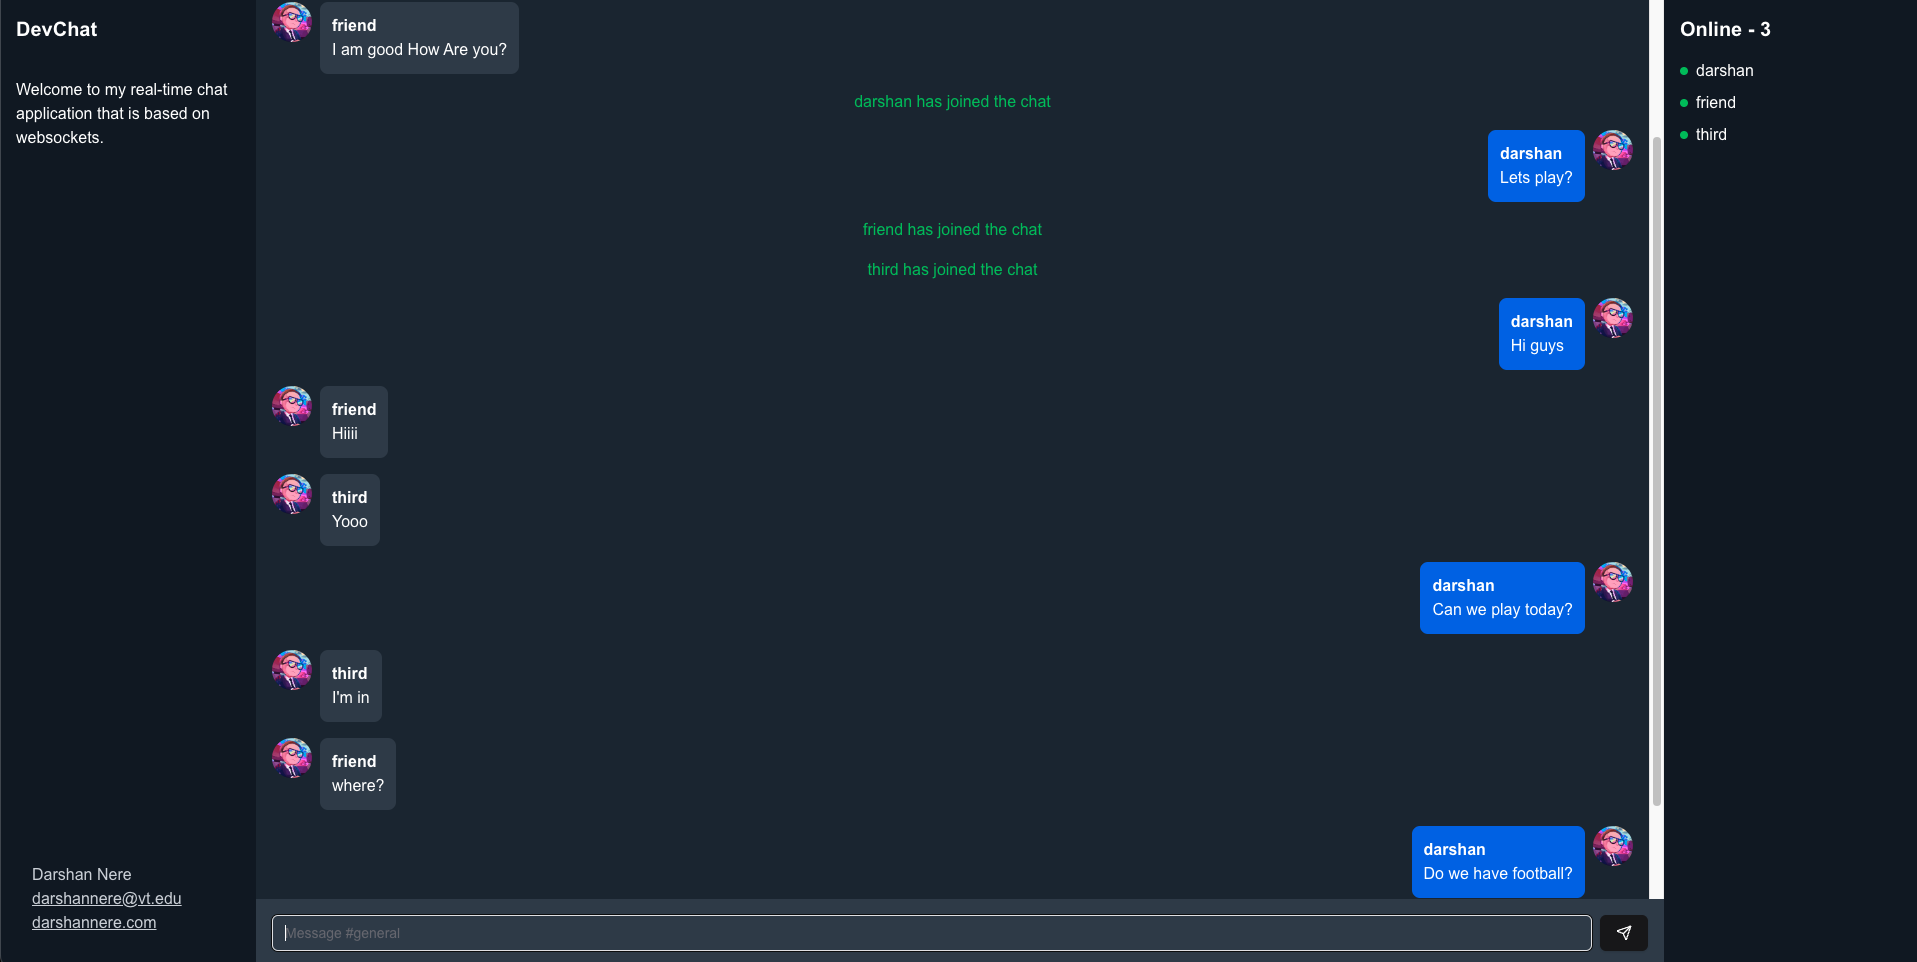 DevChat
Welcome to my real-time chat
application that is based on
websockets.
Darshan Nere
darshannere@vt.edu
darshannere.com
friend
I am good How Are you?
darshan has joined the chat
darshan
Lets play?
friend has joined the chat
third has joined the chat
darshan
Hi guys
friend
Hiiii
third
Yooo
darshan
Can we play today?
third
I'm in
friend
where?
darshan
Do we have football?
Message #general
Online - 3
darshan
friend
third